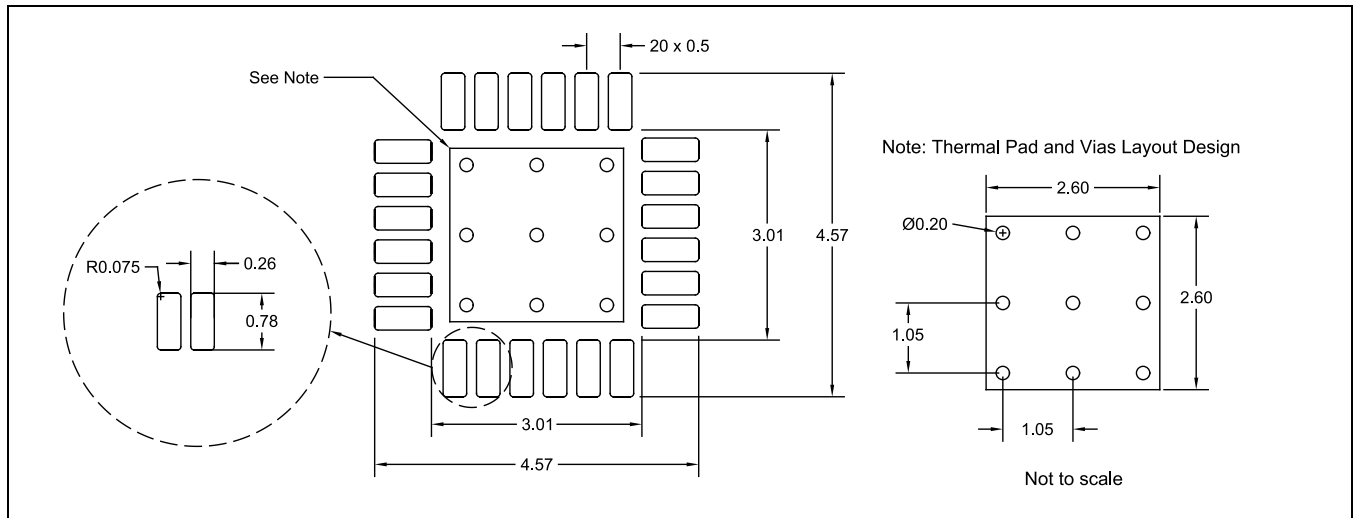 20 x 0.5
See Note
3.01
4.57
3.01
4.57
R0.075
0.26
0.78
Note: Thermal Pad and Vias Layout Design
2.60
Ø0.20
2.60
1.05
1.05
Not to scale